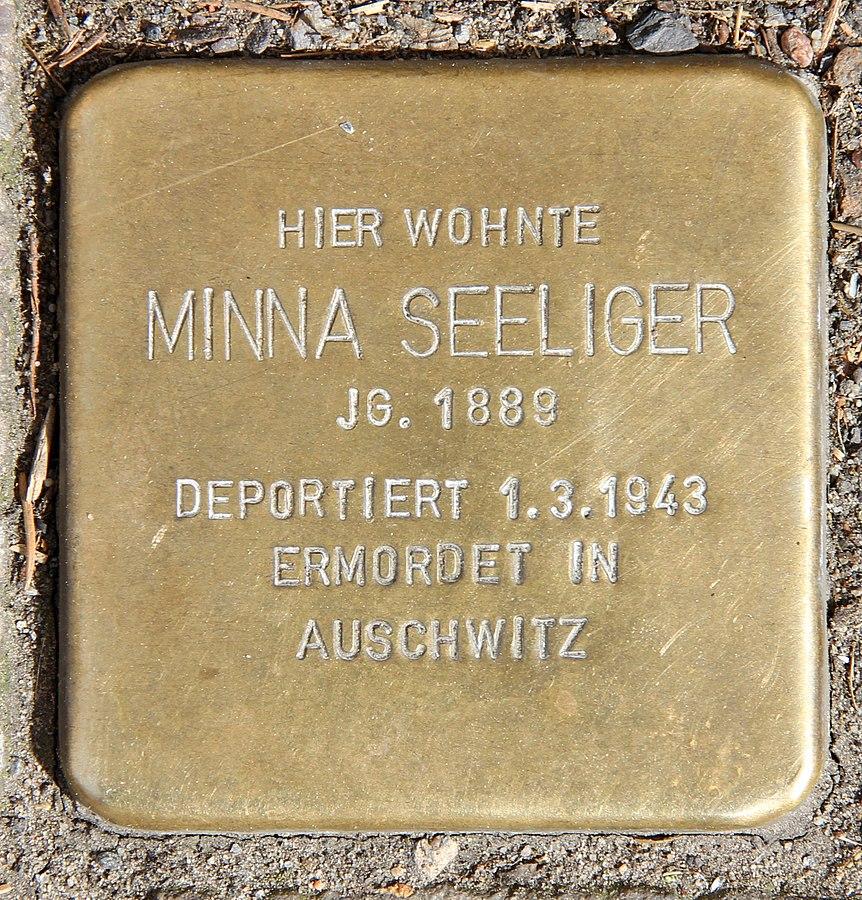 HIER WOHNTE
MINNA SEELIGER
JG. 1889
DEPORTIERT 1.3.1943
ERMORDET IN
AUSCHWITZ